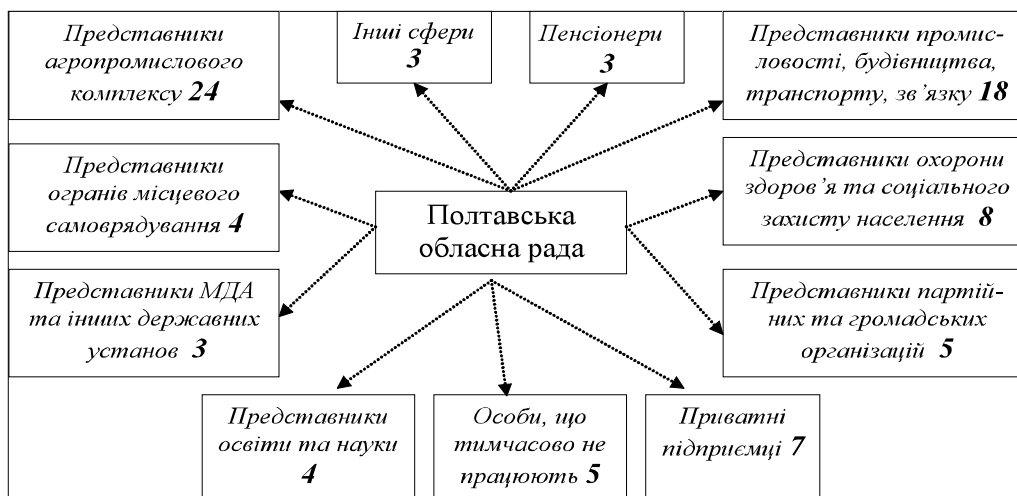 Представники
агропромислового
комплексу 24
Інші сфери
3
Пенсіонери
3
Представники промис-
ловості, будівництва,
транспорту, зв’язку 18
Представники
огранів місцевого
самоврядування 4
Полтавська
обласна рада
Представники охорони
здоров’я та соціального
захисту населення 8
Представники МДА
та інших державних
установ 3
Представники партій-
них та громадських
організацій 5
Представники
освіти та науки
4
Особи, що
тимчасово не
працюють 5
Приватні
підприємці 7